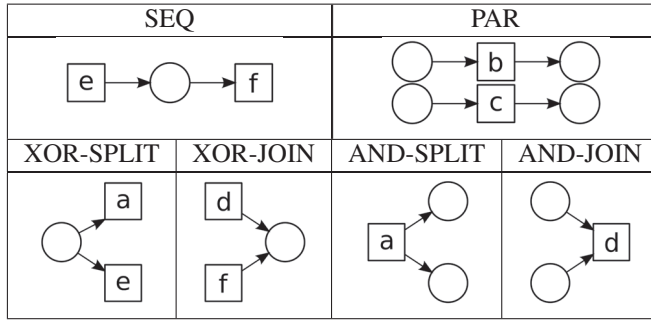 SEQ PAR
e f b
c
XOR-SPLIT XOR-JOIN AND-SPLIT AND-JOIN
a d
a d
e f